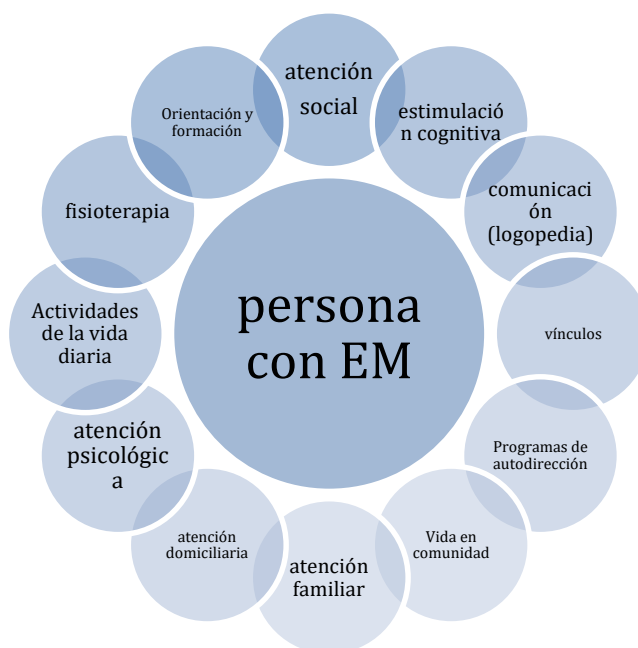 atención
social
estimulació
n cognitiva
comunicaci
ón
(logopedia)
vínculos
Programas de
autodirección
Vida en
comunidad
atención
familiar
atención
domiciliaria
atención
psicológic
a
Actividades
de la vida
diaria
fisioterapia
Orientación y
formación
persona
con EM